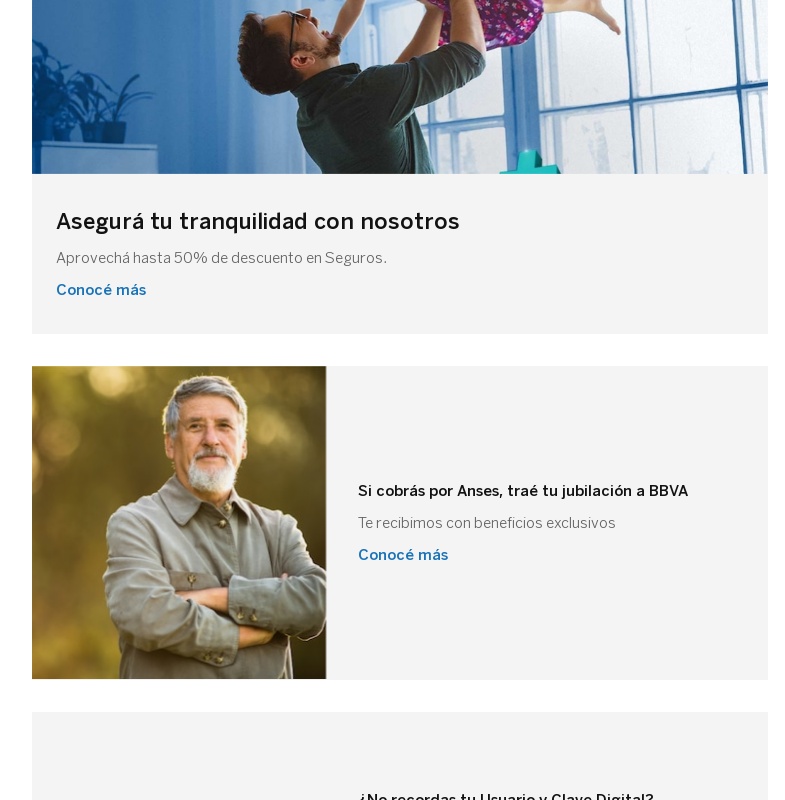 Asegurá tu tranquilidad con nosotros
Aprovechá hasta 50% de descuento en Seguros.
Conocé más
Si cobrás por Anses, traé tu jubilación a BBVA
Te recibimos con beneficios exclusivos
Conocé más
¿No recordas tu Usuario y Clave Digital?